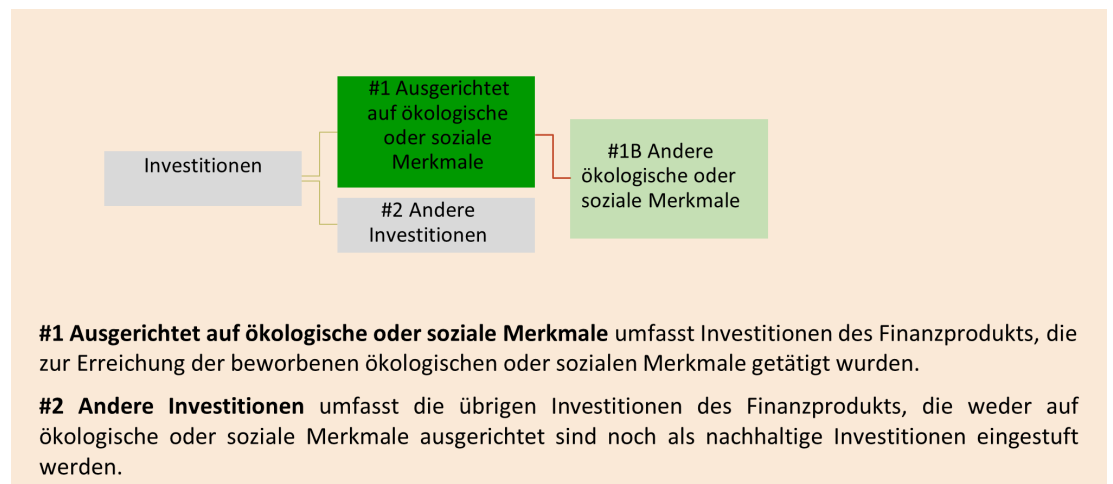 #1 Ausgerichtet
auf ökologische
oder soziale
Merkmale
Investitionen
#1B Andere
ökologische oder
soziale Merkmale
#2 Andere
Investitionen
#1 Ausgerichtet auf ökologische oder soziale Merkmale umfasst Investitionen des Finanzprodukts, die
zur Erreichung der beworbenen ökologischen oder sozialen Merkmale getätigt wurden.
#2 Andere Investitionen umfasst die übrigen Investitionen des Finanzprodukts, die weder auf
ökologische oder soziale Merkmale ausgerichtet sind noch als nachhaltige Investitionen eingestuft
werden.